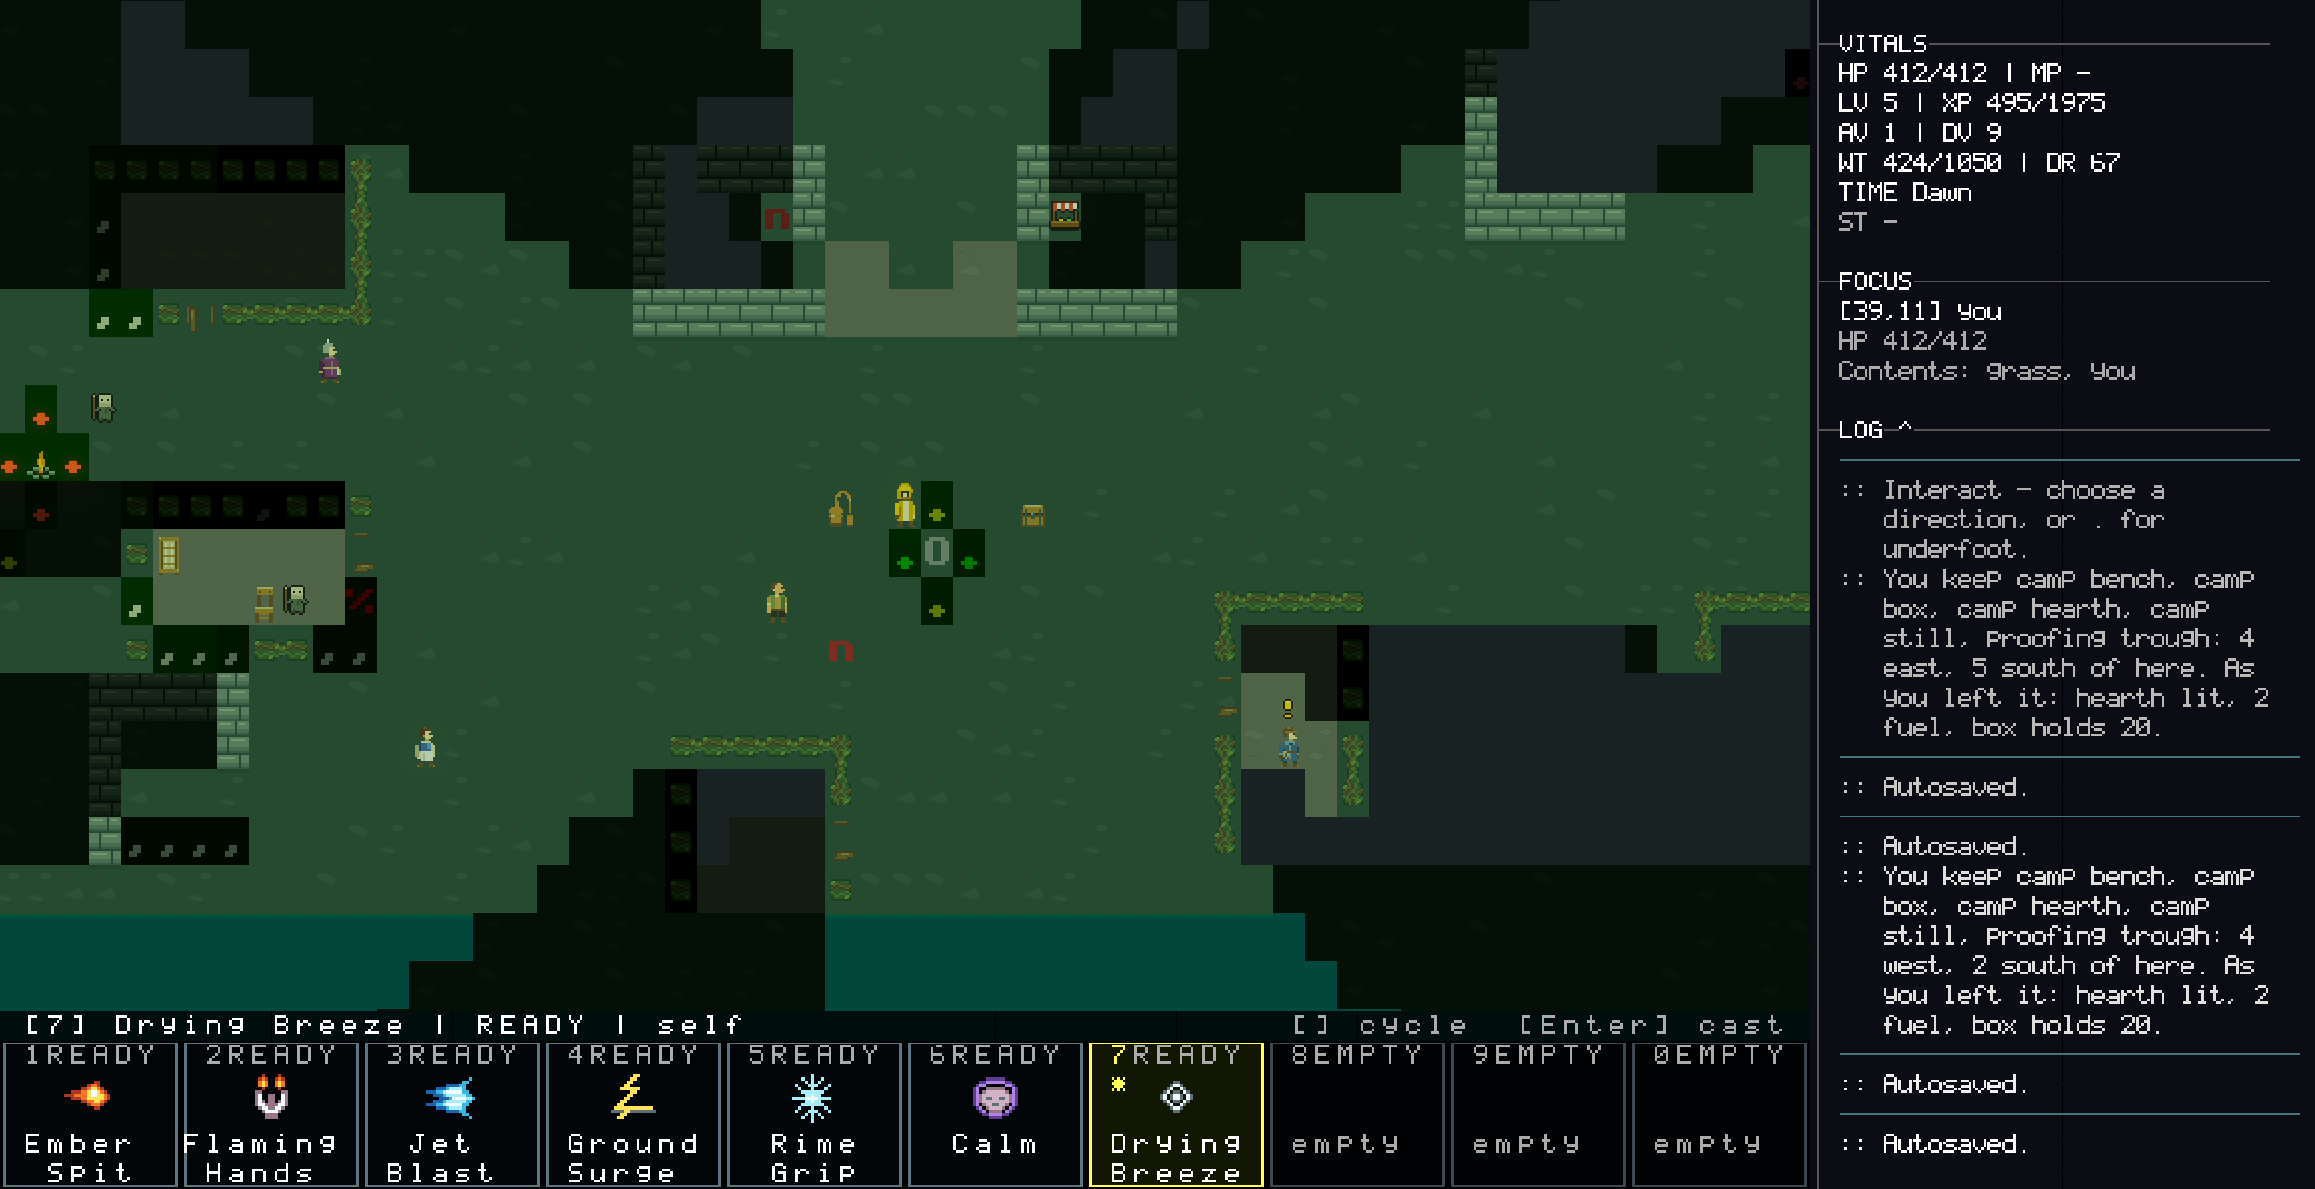 VITALS
HP 412/412 | MP -
LV 5 | XP 495/1975
AV 1 | DV 9
WT 424/1050 | DR 67
TIME Dawn
ST -
FOCUS
[39,11] you
HP 412/412
Contents: grass, you
LOG ^
:: Interact - choose a
direction, or . for
underfoot.
:: You keep camp bench, camp
box, camp hearth, camp
still, proofing trough: 4
east, 5 south of here. As
you left it: hearth lit, 2
fuel, box holds 20.
:: Autosaved.
:: Autosaved.
:: You keep camp bench, camp
box, camp hearth, camp
still, proofing trough: 4
west, 2 south of here. As
you left it: hearth lit, 2
fuel, box holds 20.
:: Autosaved.
:: Autosaved.
[7] Drying Breeze | READY | self
[] cycle [Enter] cast
1READY
Ember
Spit
2READY
Flaming
Hands
3READY
Jet
Blast
4READY
Ground
Surge
5READY
Rime
Grip
6READY
Calm
7READY
Drying
Breeze
8EMPTY
empty
9EMPTY
empty
0EMPTY
empty